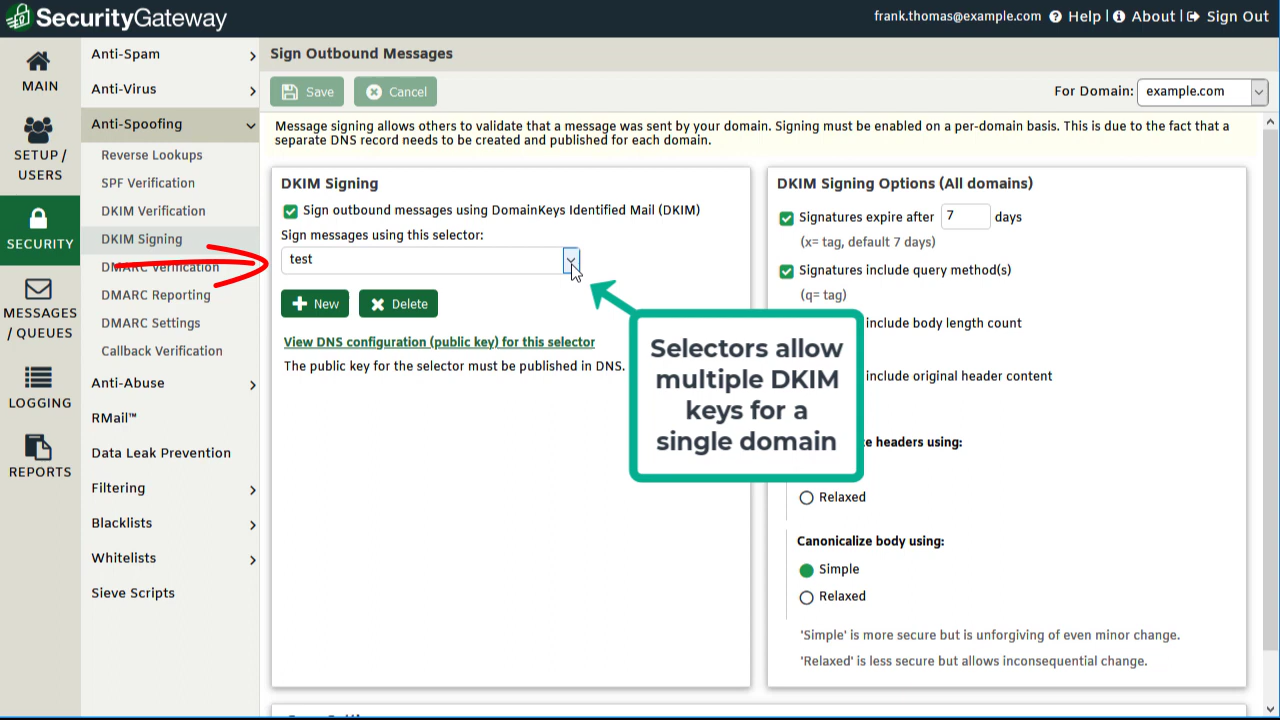 SecurityGateway
frank.thomas@example.com Help | About | Sign Out
MAIN
SETUP /
USERS
SECURITY
MESSAGES
/ QUEUES
LOGGING
REPORTS
Anti-Spam
Anti-Virus
Anti-Spoofing
Reverse Lookups
SPF Verification
DKIM Verification
DKIM Signing
DMARC Verification
DMARC Reporting
DMARC Settings
Callback Verification
Anti-Abuse
RMail™
Data Leak Prevention
Filtering
Blacklists
Whitelists
Sieve Scripts
Sign Outbound Messages
Save Cancel
For Domain: example.com
Message signing allows others to validate that a message was sent by your domain. Signing must be enabled on a per-domain basis. This is due to the fact that a
separate DNS record needs to be created and published for each domain.
DKIM Signing
Sign outbound messages using DomainKeys Identified Mail (DKIM)
Sign messages using this selector:
test
New Delete
View DNS configuration (public key) for this selector
The public key for the selector must be published in DNS.
Selectors allow
multiple DKIM
keys for a
single domain
DKIM Signing Options (All domains)
Signatures expire after 7 days
(x= tag, default 7 days)
Signatures include query method(s)
(q= tag)
include body length count
include original header content
headers using:
Relaxed
Canonicalize body using:
Simple
Relaxed
'Simple' is more secure but is unforgiving of even minor change.
'Relaxed' is less secure but allows inconsequential change.